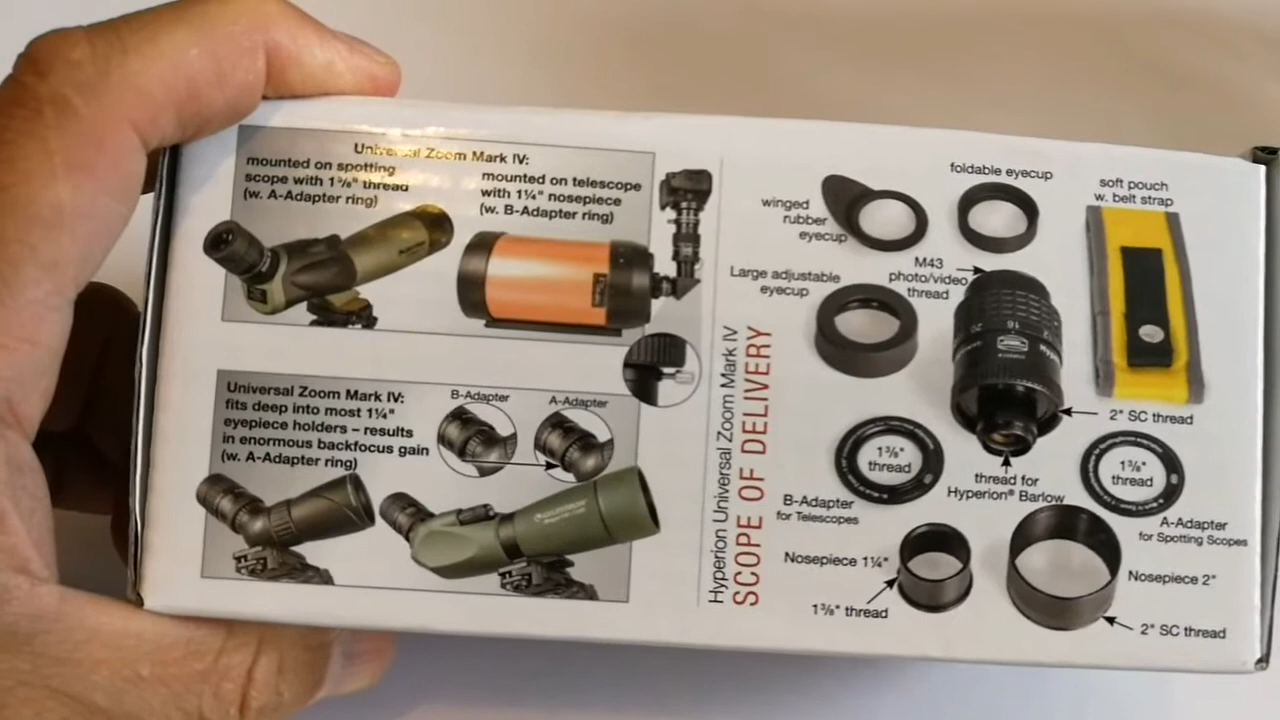 Universal Zoom Mark IV:
mounted on spotting
scope with 1⅜" thread
(w. A-Adapter ring)
mounted on telescope
with 1¼" nosepiece
(w. B-Adapter ring)
Universal Zoom Mark IV:
fits deep into most 1¼"
eyepiece holders – results
in enormous backfocus gain
(w. A-Adapter ring)
B-Adapter
A-Adapter
Hyperion Universal Zoom Mark IV
SCOPE OF DELIVERY
winged
rubber
eyecup
foldable eyecup
soft pouch
w. belt strap
Large adjustable
eyecup
M43
photo/video
thread
20 16 12
2" SC thread
thread for
Hyperion® Barlow
1⅜"
thread
B-Adapter
for Telescopes
1⅜"
thread
A-Adapter
for Spotting Scopes
Nosepiece 1¼"
1⅜" thread
Nosepiece 2"
2" SC thread